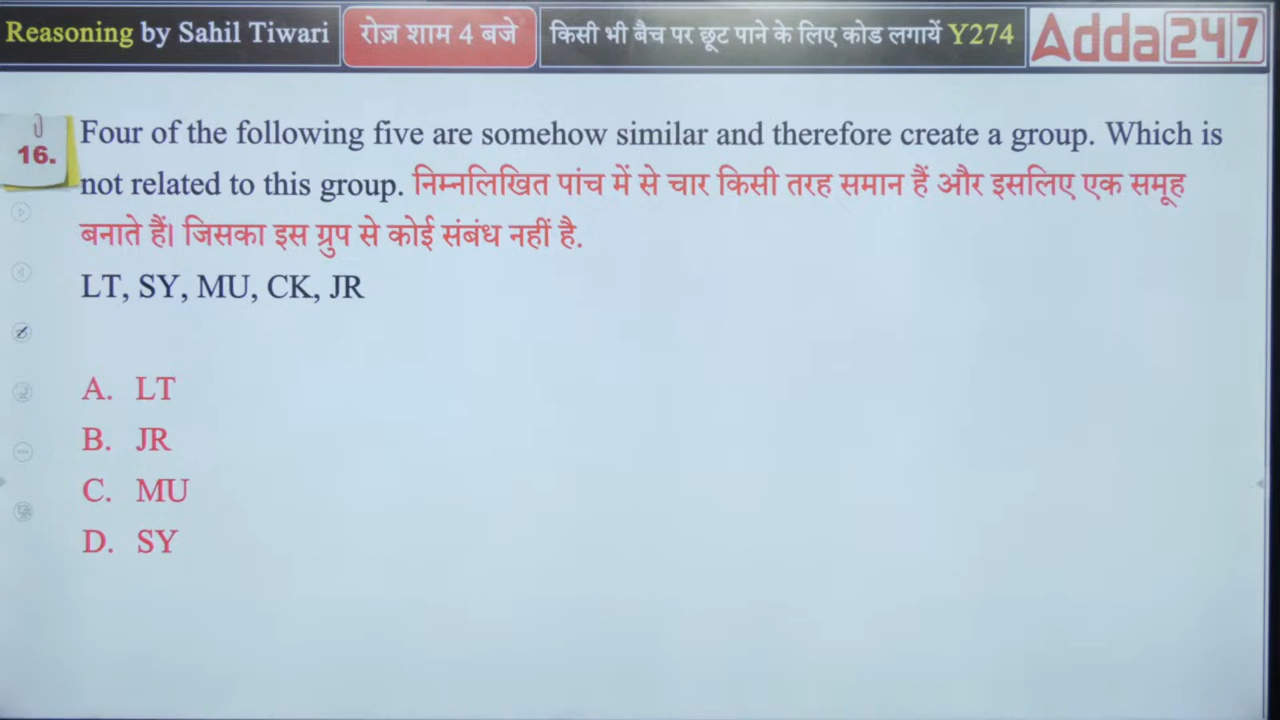 Reasoning by Sahil Tiwari
रोज़ शाम 4 बजे
किसी भी बैच पर छूट पाने के लिए कोड लगायें Y274
Adda247
16.
Four of the following five are somehow similar and therefore create a group. Which is
not related to this group. निम्नलिखित पांच में से चार किसी तरह समान हैं और इसलिए एक समूह
बनाते हैं। जिसका इस ग्रुप से कोई संबंध नहीं है.
LT, SY, MU, CK, JR
A. LT
B. JR
C. MU
D. SY